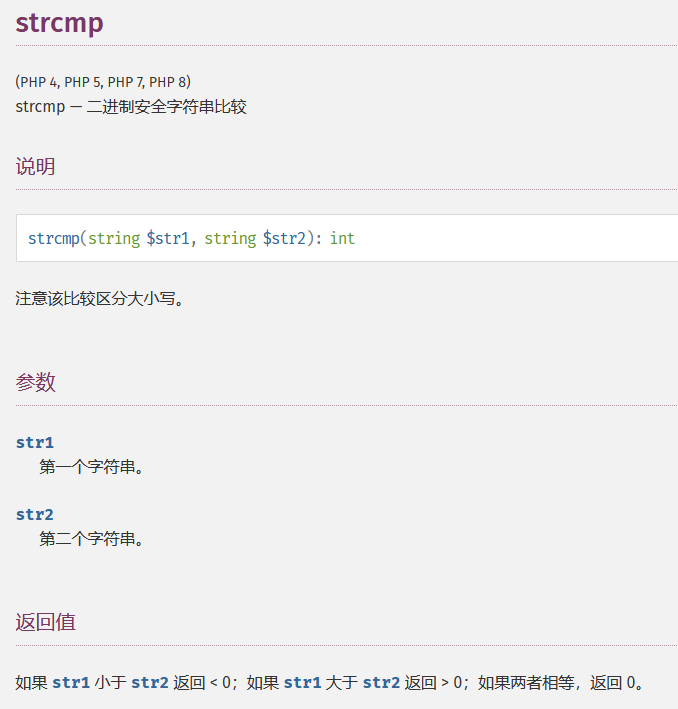 strcmp
(PHP 4, PHP 5, PHP 7, PHP 8)
strcmp — 二进制安全字符串比较
说明
strcmp(string $str1, string $str2): int
注意该比较区分大小写。
参数
str1
第一个字符串。
str2
第二个字符串。
返回值
如果 str1 小于 str2 返回 < 0；如果 str1 大于 str2 返回 > 0；如果两者相等，返回 0。